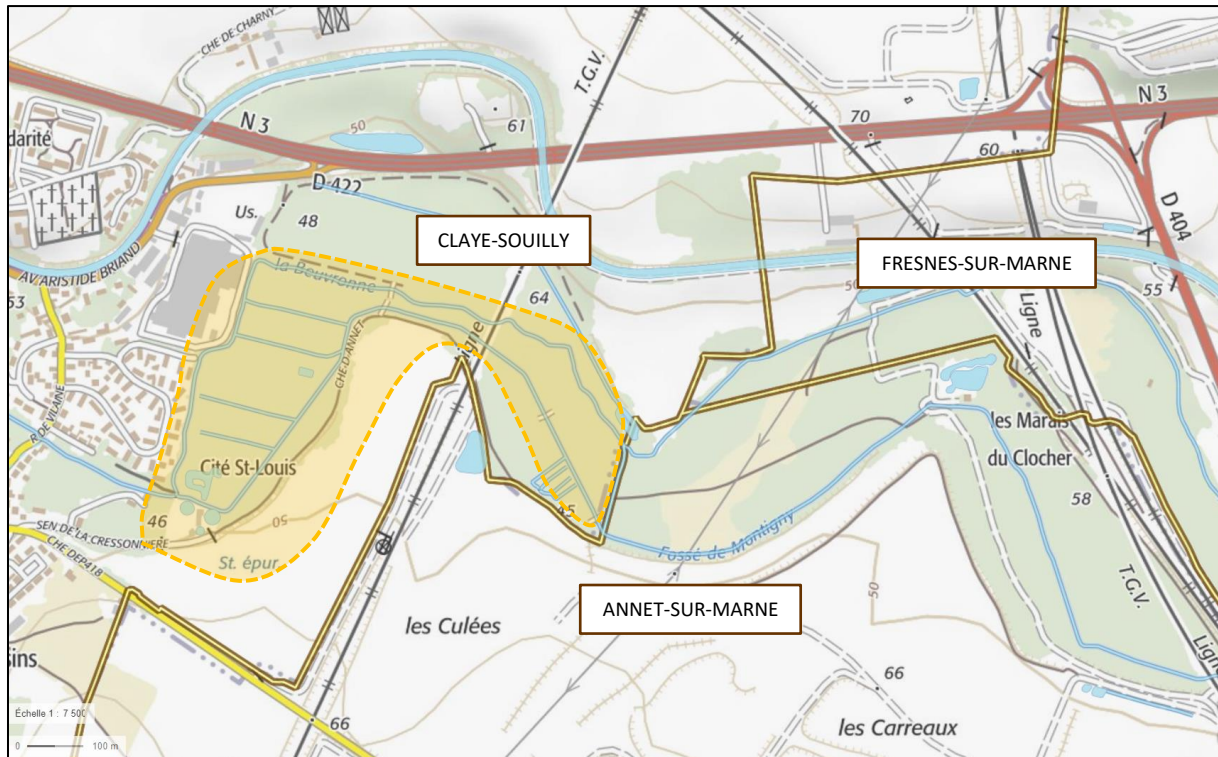 CHE DE CHARNY
T.G.V.
61
N 3
50
70
N 3
60
darité
D 422
Us.
48
CLAYE-SOUILLY
D 404
FRESNES-SUR-MARNE
AV ARISTIDE BRIAND
la Beuvronne
50
53
64
55
Ligne
Ligne
CHE D'ANNET
R DE VILAINE
les Marais
du Clocher
Cité St-Louis
58
46
45
SEN DE LA CRESSONNIÈRE
50
Fossé de Montigny
CHE DEP418
St. épur.
T.G.V.
50
ANNET-SUR-MARNE
les Culées
sins
Ligne
66
Échelle 1 : 7 500
66
les Carreaux
0 100 m